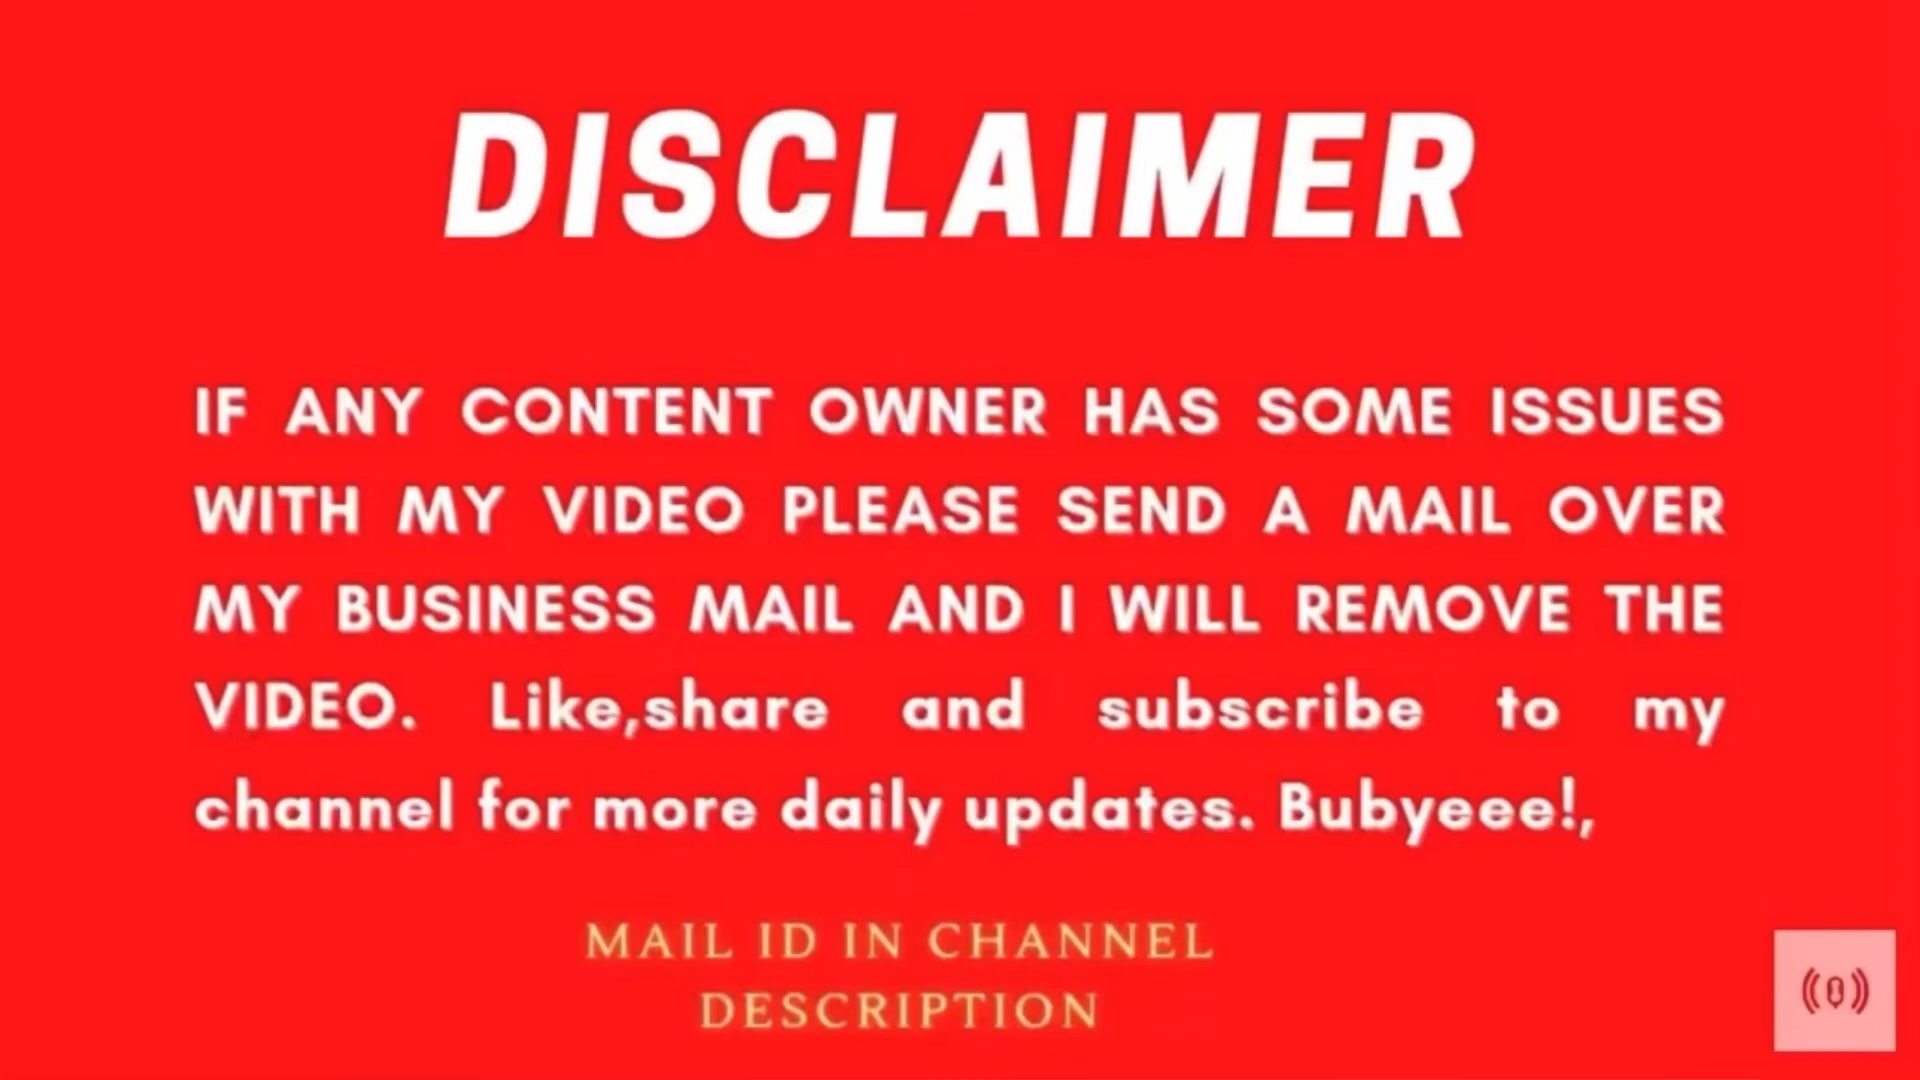 DISCLAIMER
IF ANY CONTENT OWNER HAS SOME ISSUES
WITH MY VIDEO PLEASE SEND A MAIL OVER
MY BUSINESS MAIL AND I WILL REMOVE THE
VIDEO. Like,share and subscribe to my
channel for more daily updates. Bubyeee!,
MAIL ID IN CHANNEL
DESCRIPTION